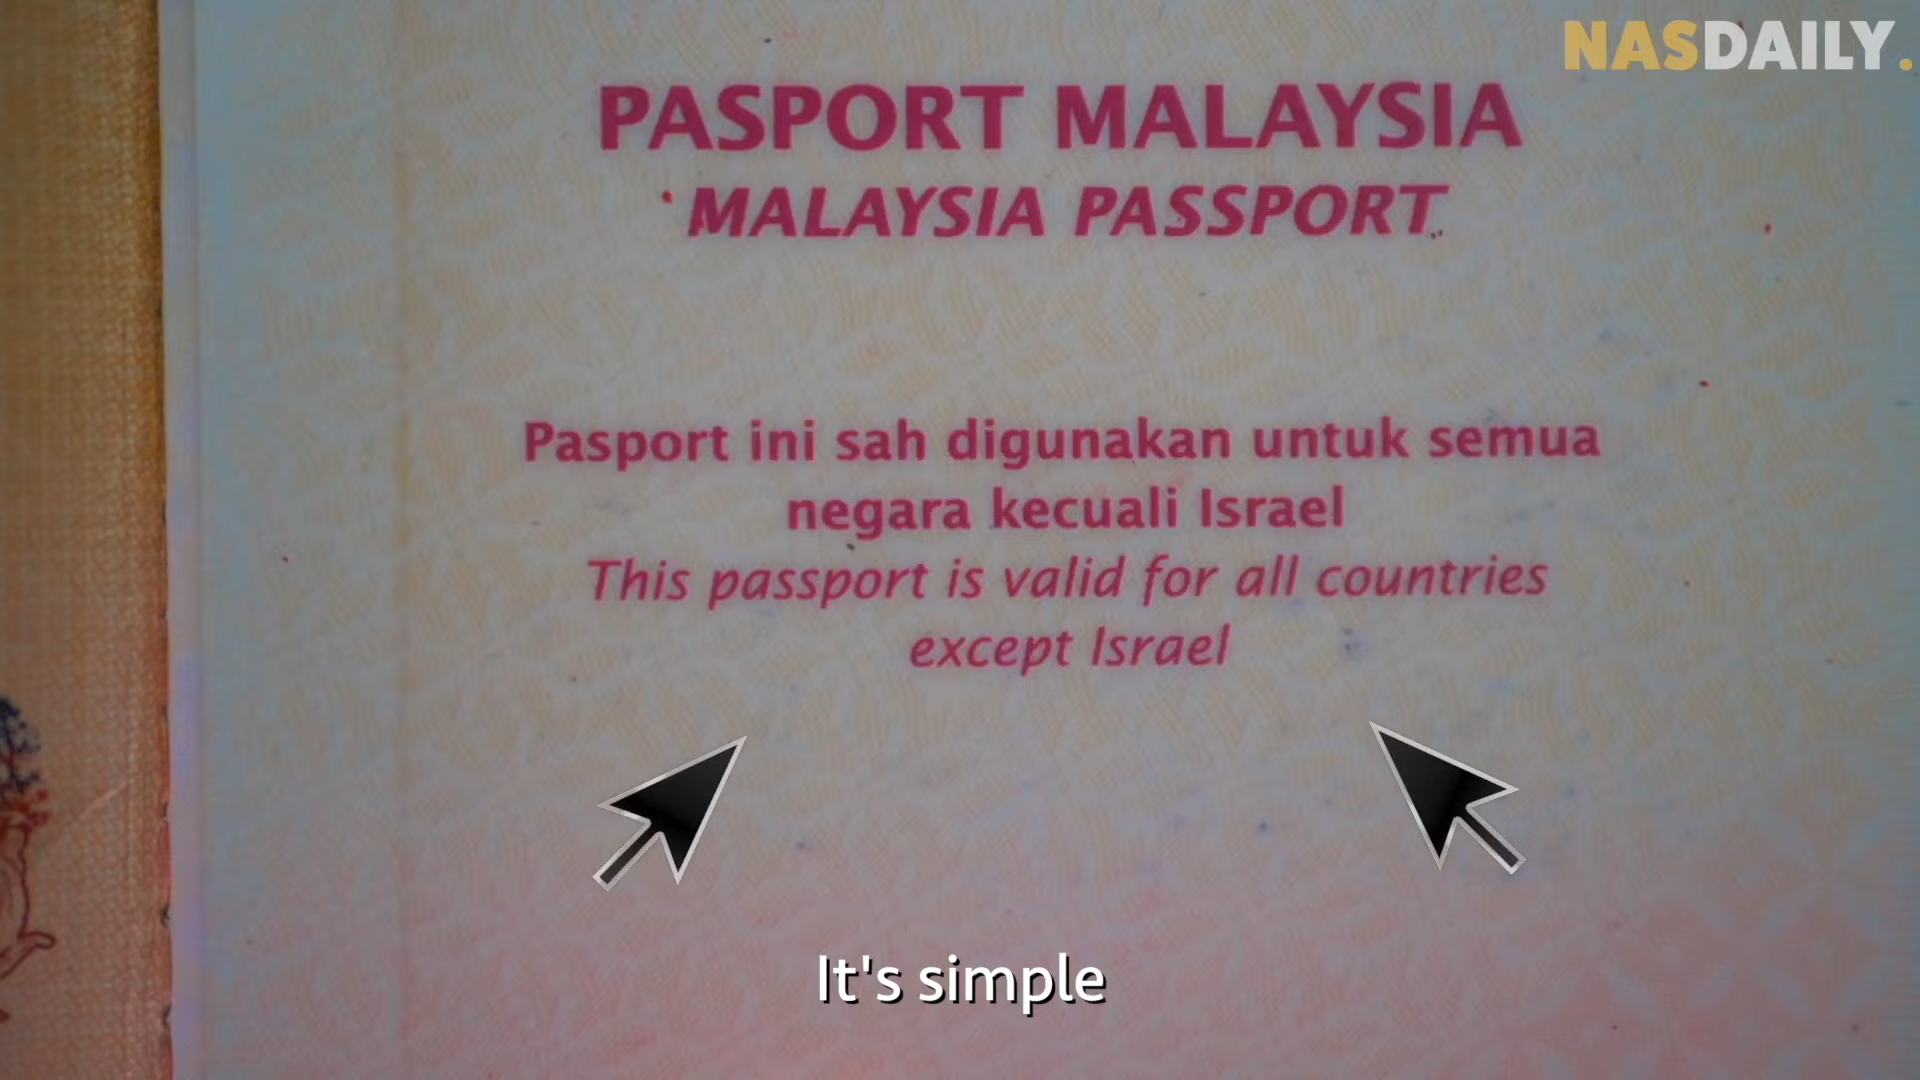 NASDAILY.
PASPORT MALAYSIA
MALAYSIA PASSPORT
Pasport ini sah digunakan untuk semua
negara kecuali Israel
This passport is valid for all countries
except Israel
It's simple